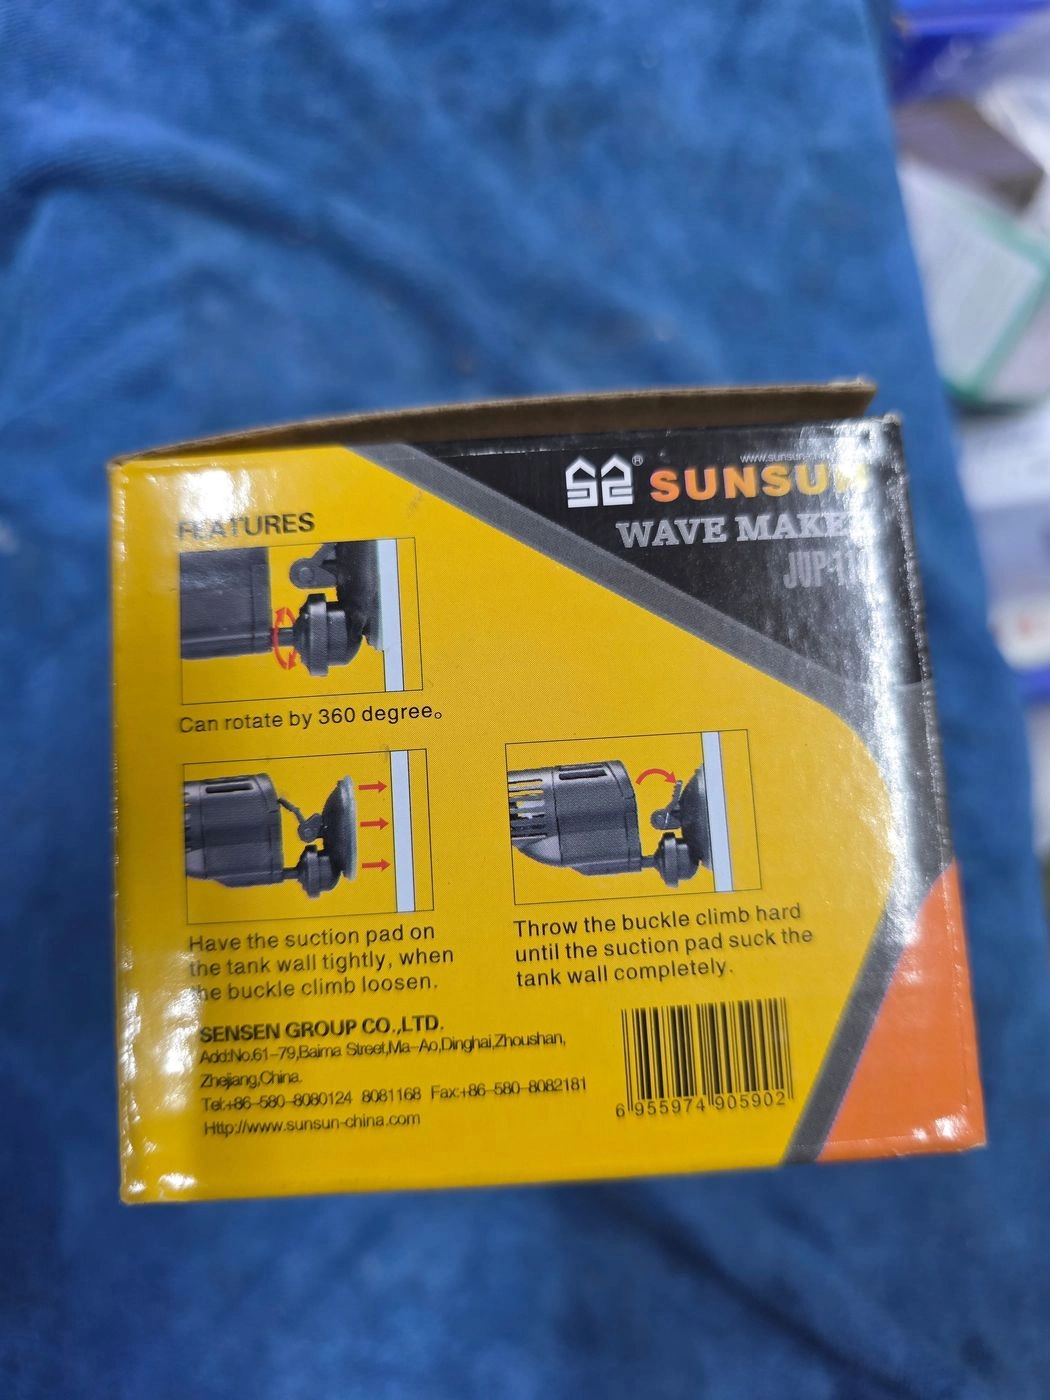 www.sunsun
SUNSUN
WAVE MAKER
FEATURES
Can rotate by 360 degree。
Have the suction pad on
the tank wall tightly, when
the buckle climb loosen.
Throw the buckle climb hard
until the suction pad suck the
tank wall completely.
SENSEN GROUP CO.,LTD.
Add:No.61-79,Baima Street,Ma-Ao,Dinghai,Zhoushan,
Zhejiang,China.
Tel:+86-580-8080124 8081168 Fax:+86-580-8082181
Http://www.sunsun-china.com
6 955974 905902